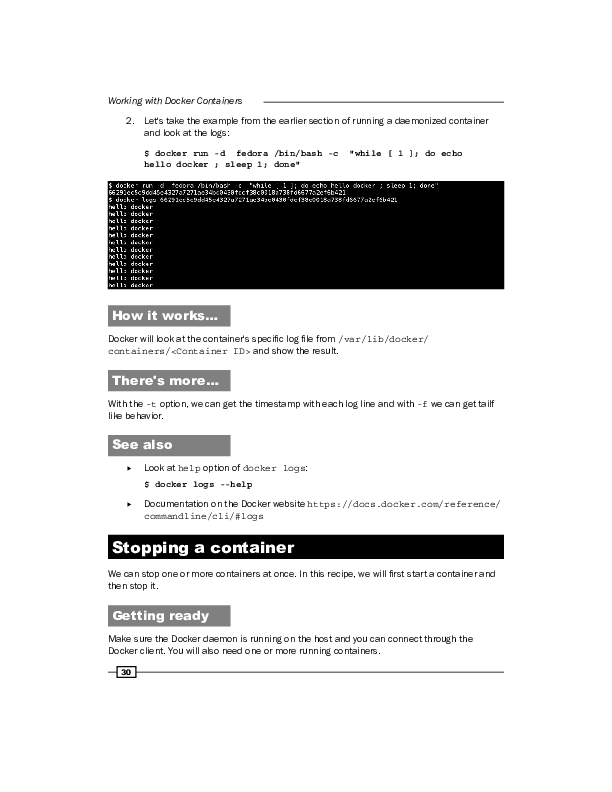 Working with Docker Containers
2. Let's take the example from the earlier section of running a daemonized container
and look at the logs:
$ docker run -d  fedora /bin/bash -c  "while [ 1 ]; do echo
hello docker ; sleep 1; done"
$ docker run -d  fedora /bin/bash -c  "while [ 1 ]; do echo hello docker ; sleep 1; done"
$ docker logs
hello docker
hello docker
hello docker
hello docker
hello docker
hello docker
hello docker
hello docker
hello docker
hello docker
hello docker
hello docker
How it works...
Docker will look at the container's specific log file from /var/lib/docker/
containers/<Container ID> and show the result.
There's more...
With the -t option, we can get the timestamp with each log line and with -f we can get tailf
like behavior.
See also
▸ Look at help option of docker logs:
$ docker logs --help
▸ Documentation on the Docker website https://docs.docker.com/reference/
commandline/cli/#logs
Stopping a container
We can stop one or more containers at once. In this recipe, we will first start a container and
then stop it.
Getting ready
Make sure the Docker daemon is running on the host and you can connect through the
Docker client. You will also need one or more running containers.
30